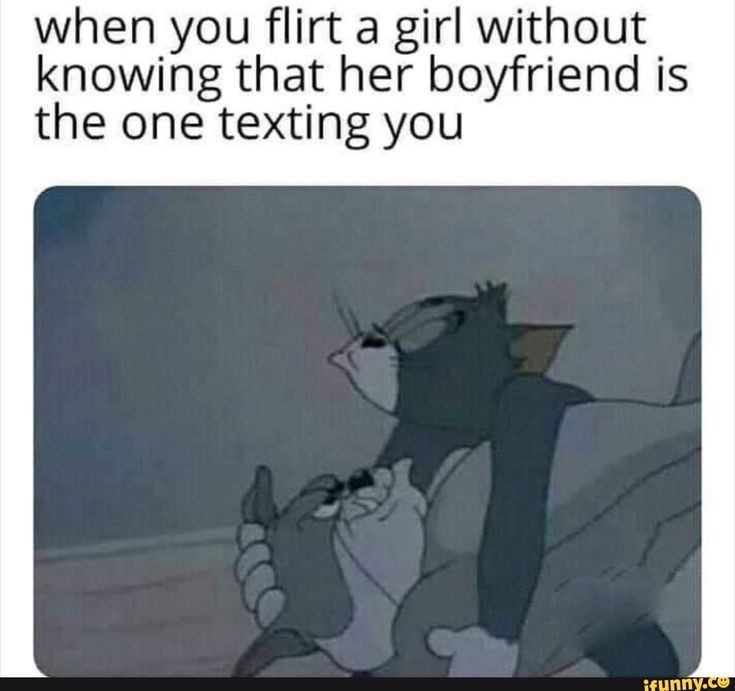 when you flirt a girl without
knowing that her boyfriend is
the one texting you
ifunny.co